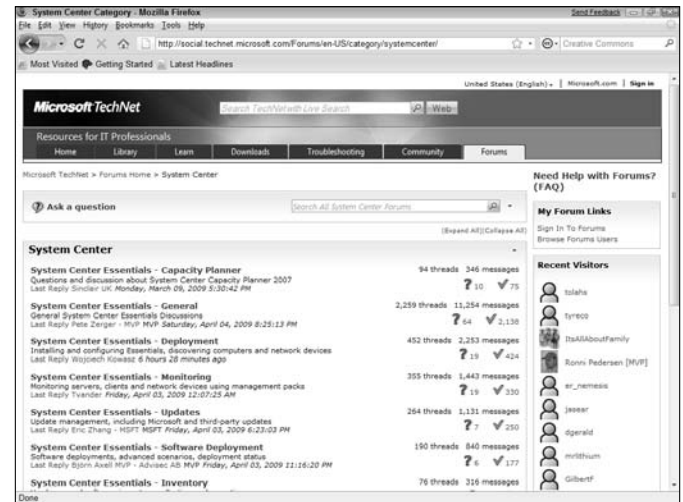 System Center Category - Mozilla Firefox
Send Feedback
File Edit View History Bookmarks Tools Help
http://social.technet.microsoft.com/Forums/en-US/category/systemcenter/
Creative Commons
Most Visited Getting Started Latest Headlines
United States (English) | Microsoft.com | Sign in
Microsoft TechNet
Search TechNet with Live Search
Web
Resources for IT Professionals
Home Library Learn Downloads Troubleshooting Community Forums
Microsoft TechNet > Forums Home > System Center
Need Help with Forums? (FAQ)
Ask a question
Search All System Center Forums
My Forum Links
Sign In To Forums
Browse Forums Users
(Expand All)(Collapse All)
System Center
System Center Essentials - Capacity Planner
94 threads 346 messages
Questions and discussion about System Center Capacity Planner 2007
Last Reply Sinclair UK Monday, March 09, 2009 5:30:42 PM
10 75
System Center Essentials - General
2,259 threads 11,254 messages
General System Center Essentials Discussions
Last Reply Pete Zerger - MVP MVP Saturday, April 04, 2009 8:25:13 PM
64 2,138
System Center Essentials - Deployment
452 threads 2,253 messages
Installing and configuring Essentials, discovering computers and network devices
Last Reply Wojciech Kowasz 6 hours 28 minutes ago
19 424
System Center Essentials - Monitoring
355 threads 1,443 messages
Monitoring servers, clients and network devices using management packs
Last Reply Tvander Friday, April 03, 2009 12:07:25 AM
19 330
System Center Essentials - Updates
264 threads 1,131 messages
Update management, including Microsoft and third-party updates
Last Reply Eric Zhang - MSFT MSFT Friday, April 03, 2009 6:23:03 PM
7 250
System Center Essentials - Software Deployment
190 threads 840 messages
Software deployments, advanced scenarios, deployment status
Last Reply Björn Axell MVP - Advisec AB MVP Friday, April 03, 2009 11:16:20 PM
6 177
System Center Essentials - Inventory
76 threads 316 messages
Recent Visitors
tolaha
tyreco
ItsAllAboutFamily
Ronni Pedersen [MVP]
er_nemesis
jasear
dgerald
mrlithium
Gilbertf
Done